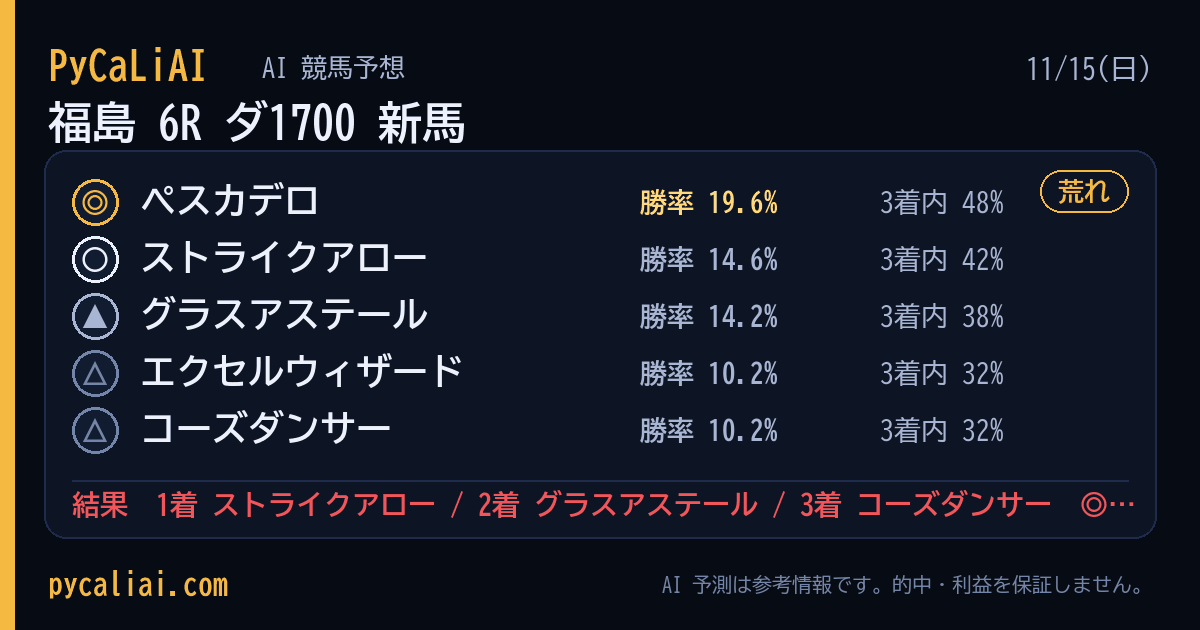 PyCaLiAI AI 競馬予想 11/15(日)
福島 6R ダ1700 新馬
◎ ペスカデロ 勝率 19.6% 3着内 48% 荒れ
○ ストライクアロー 勝率 14.6% 3着内 42%
▲ グラスアステール 勝率 14.2% 3着内 38%
△ エクセルウィザード 勝率 10.2% 3着内 32%
△ コーズダンサー 勝率 10.2% 3着内 32%
結果 1着 ストライクアロー / 2着 グラスアステール / 3着 コーズダンサー ◎…
pycaliai.com AI 予測は参考情報です。的中・利益を保証しません。